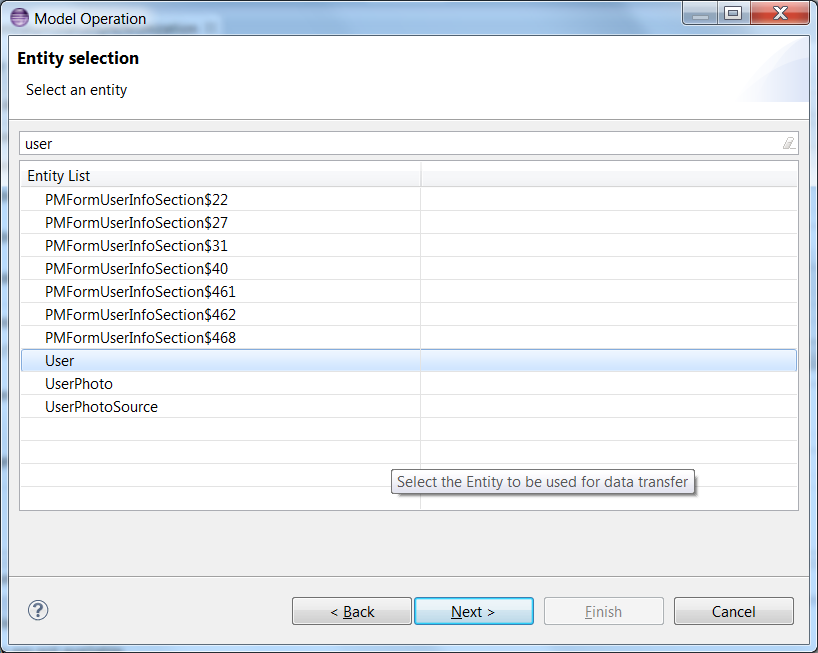 Model Operation
Entity selection
Select an entity
user
Entity List
PMFormUserInfoSection$22
PMFormUserInfoSection$27
PMFormUserInfoSection$31
PMFormUserInfoSection$40
PMFormUserInfoSection$461
PMFormUserInfoSection$462
PMFormUserInfoSection$468
User
UserPhoto
UserPhotoSource
Select the Entity to be used for data transfer
? < Back Next > Finish Cancel